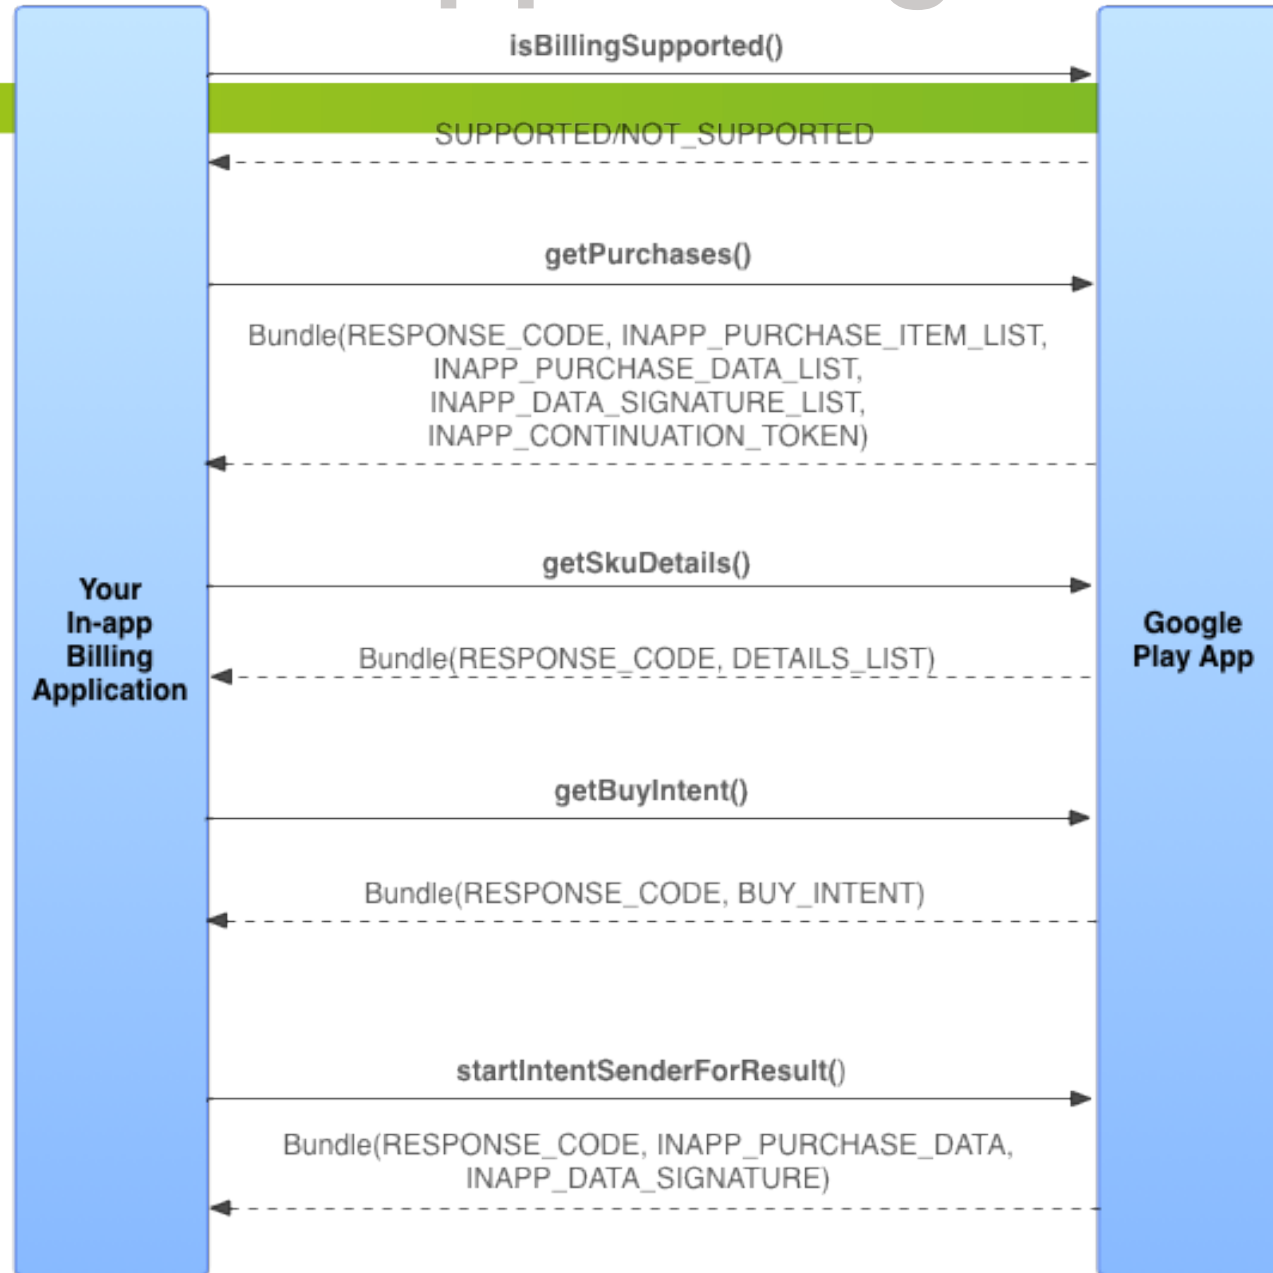 isBillingSupported()
SUPPORTED/NOT_SUPPORTED
getPurchases()
Bundle(RESPONSE_CODE, INAPP_PURCHASE_ITEM_LIST,
INAPP_PURCHASE_DATA_LIST,
INAPP_DATA_SIGNATURE_LIST,
INAPP_CONTINUATION_TOKEN)
getSkuDetails()
Your
In-app
Billing
Application
Google
Play App
Bundle(RESPONSE_CODE, DETAILS_LIST)
getBuyIntent()
Bundle(RESPONSE_CODE, BUY_INTENT)
startIntentSenderForResult()
Bundle(RESPONSE_CODE, INAPP_PURCHASE_DATA,
INAPP_DATA_SIGNATURE)